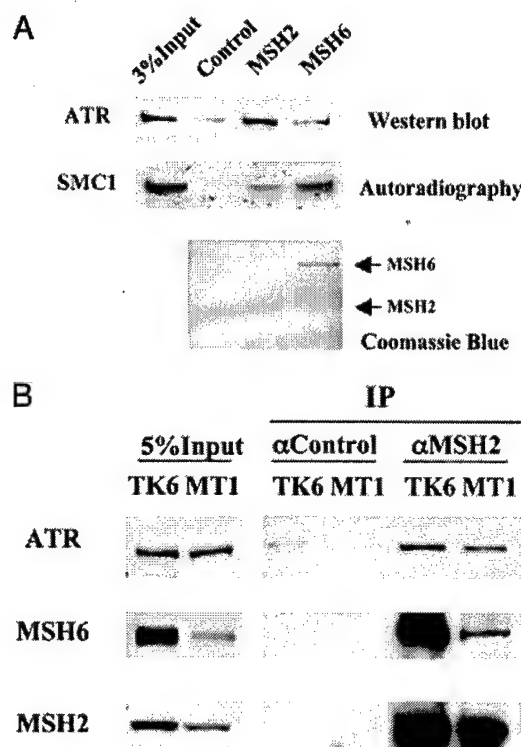 A
3%Input Control MSH2 MSH6
ATR Western blot
SMC1 Autoradiography
MSH6
MSH2
Coomassie Blue
B
IP
5%Input αControl αMSH2
TK6 MT1 TK6 MT1 TK6 MT1
ATR
MSH6
MSH2